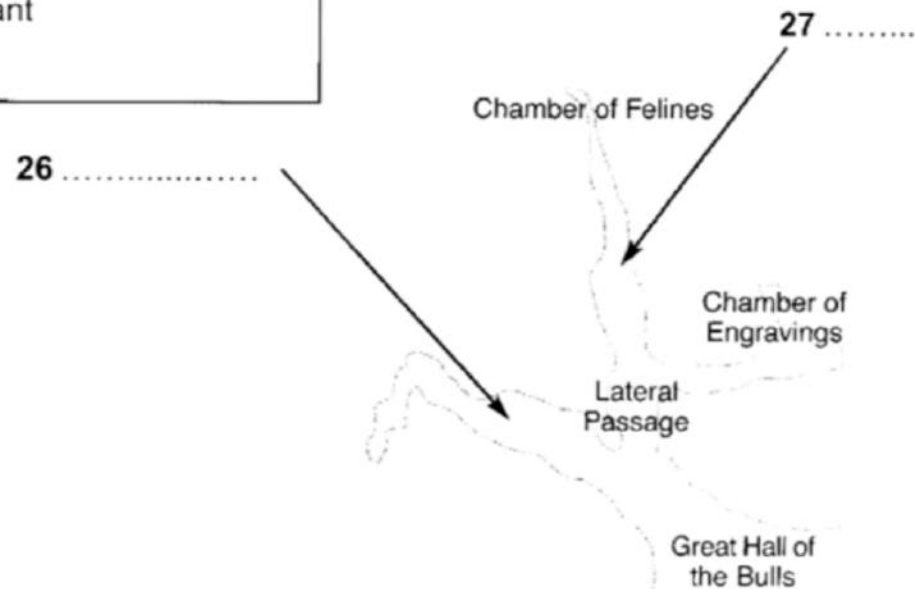 ant
27 .........
Chamber of Felines
26 ..................
Chamber of
Engravings
Lateral
Passage
Great Hall of
the Bulls